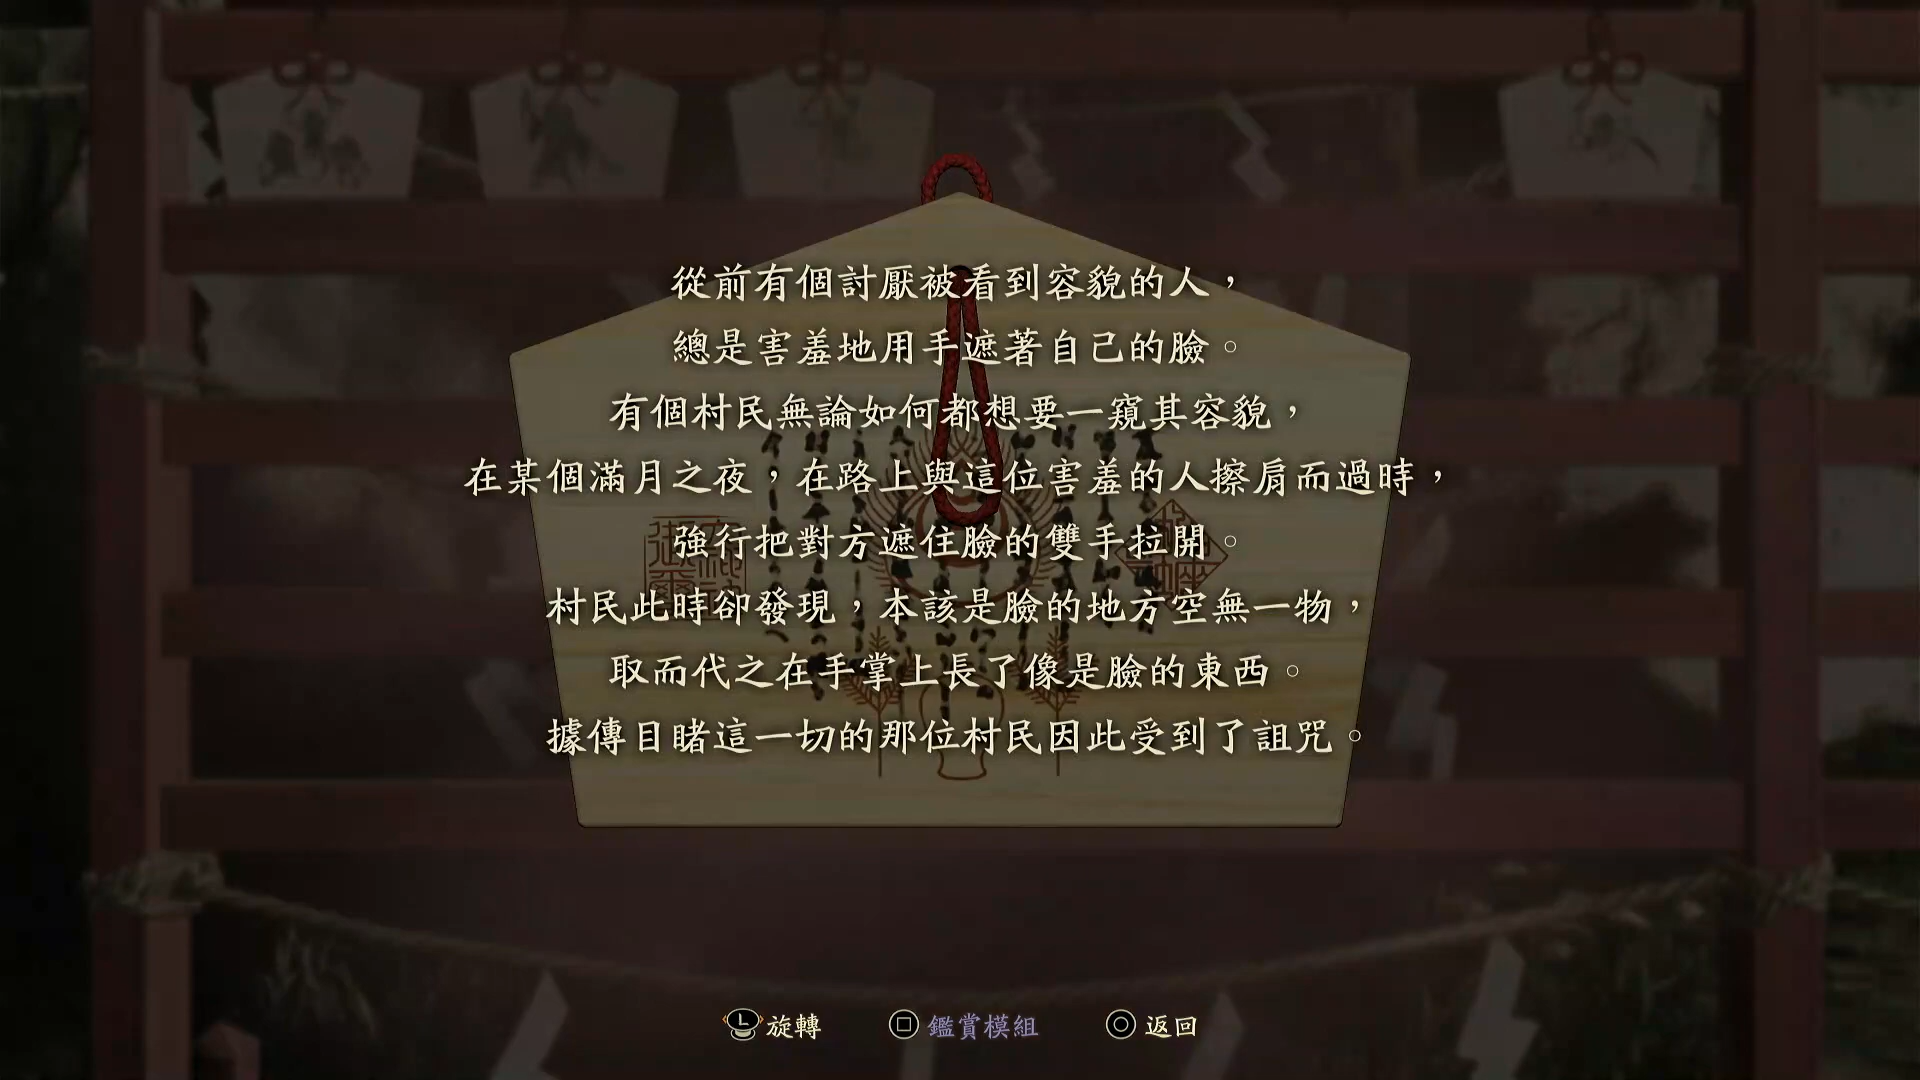 從前有個討厭被看到容貌的人，
總是害羞地用手遮著自己的臉。
有個村民無論如何都想要一窺其容貌，
在某個滿月之夜，在路上與這位害羞的人擦肩而過時，
強行把對方遮住臉的雙手拉開。
村民此時卻發現，本該是臉的地方空無一物，
取而代之在手掌上長了像是臉的東西。
據傳目睹這一切的那位村民因此受到了詛咒。
L 旋轉 鑑賞模組 返回